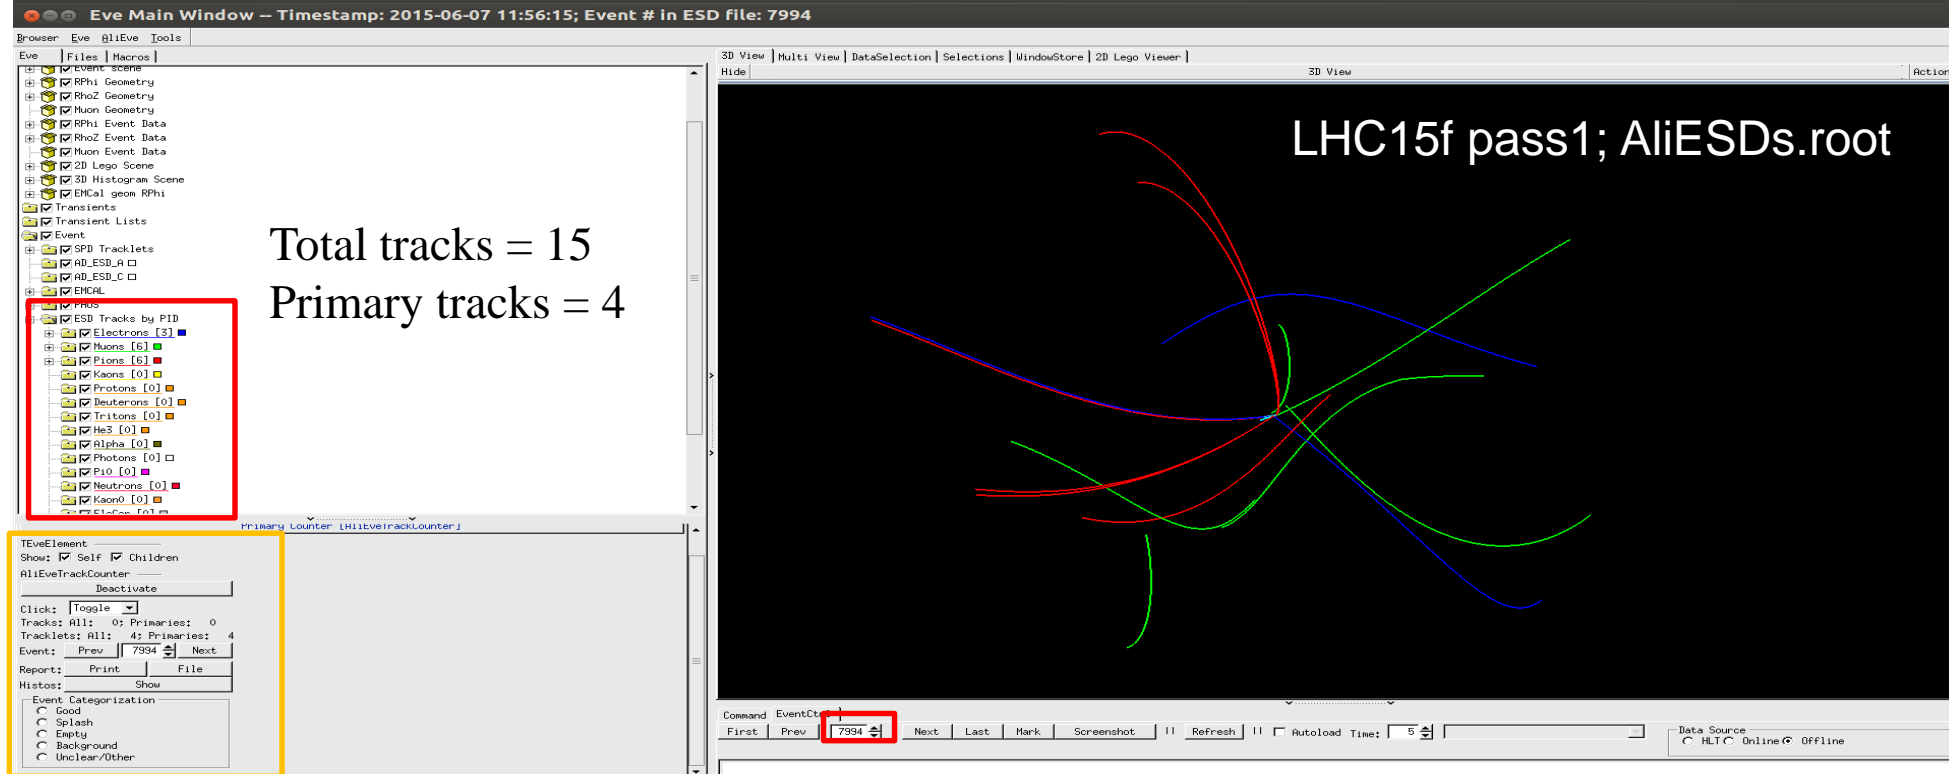 Eve Main Window -- Timestamp: 2015-06-07 11:56:15; Event # in ESD file: 7994
Browser Eve AliEve Tools
Eve Files Macros
Event scene
RPhi Geometry
RhoZ Geometry
Muon Geometry
RPhi Event Data
RhoZ Event Data
Muon Event Data
2D Lego Scene
3D Histogram Scene
EMCal geom RPhi
Transients
Transient Lists
Event
SPD Tracklets
AD_ESD_A
AD_ESD_C
EMCAL
PHOS
ESD Tracks by PID
Electrons [3]
Muons [6]
Pions [6]
Kaons [0]
Protons [0]
Deuterons [0]
Tritons [0]
He3 [0]
Alpha [0]
Photons [0]
Pi0 [0]
Neutrons [0]
Kaon0 [0]
EleCon [0]
Total tracks = 15
Primary tracks = 4
Primary Counter [AliEveTrackCounter]
TEveElement
Show: Self Children
AliEveTrackCounter
Deactivate
Click: Toggle
Tracks: All: 0; Primaries: 0
Tracklets: All: 4; Primaries: 4
Event: Prev 7994 Next
Report: Print File
Histos: Show
Event Categorization
Good
Splash
Empty
Background
Unclear/Other
3D View Multi View DataSelection Selections WindowStore 2D Lego Viewer
Hide 3D View Action
LHC15f pass1; AliESDs.root
Command EventCtrl
First Prev 7994 Next Last Mark Screenshot || Refresh || Autoload Time: 5
Data Source
HLT Online Offline